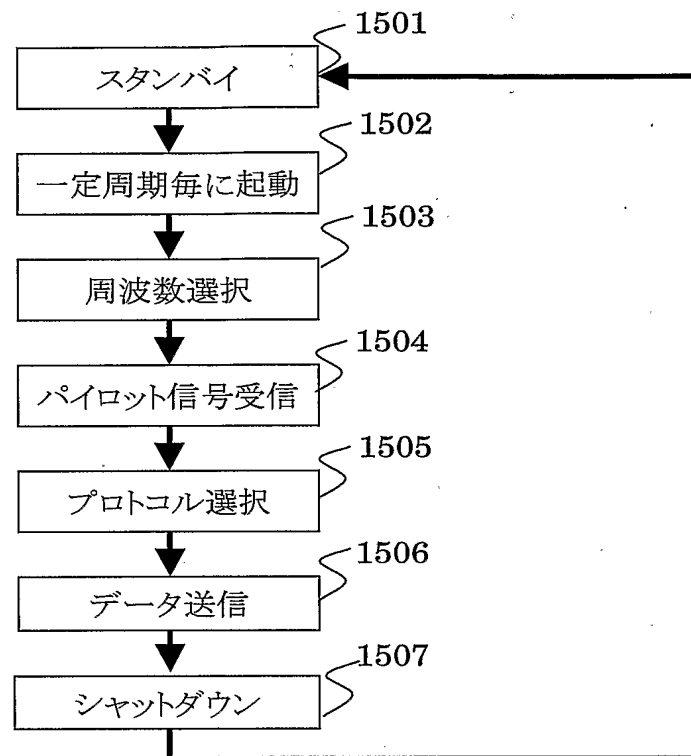 1501
スタンバイ
1502
一定周期毎に起動
1503
周波数選択
1504
パイロット信号受信
1505
プロトコル選択
1506
データ送信
1507
シャットダウン